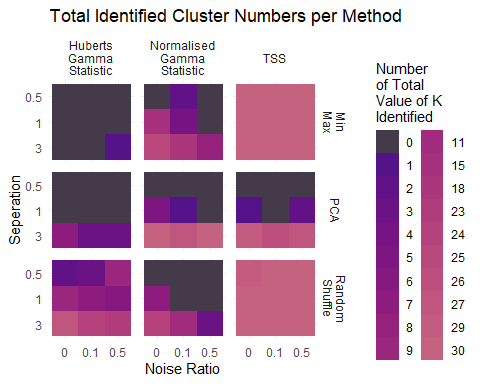 Total Identified Cluster Numbers per Method
Huberts
Gamma
Statistic
Normalised
Gamma
Statistic
TSS
Seperation
0.5
1
3
Min
Max
0.5
1
3
PCA
0.5
1
3
Random
Shuffle
0 0.1 0.5
0 0.1 0.5
0 0.1 0.5
Noise Ratio
Number
of Total
Value of K
Identified
0 11
1 15
2 18
3 23
4 24
5 25
6 26
7 27
8 29
9 30